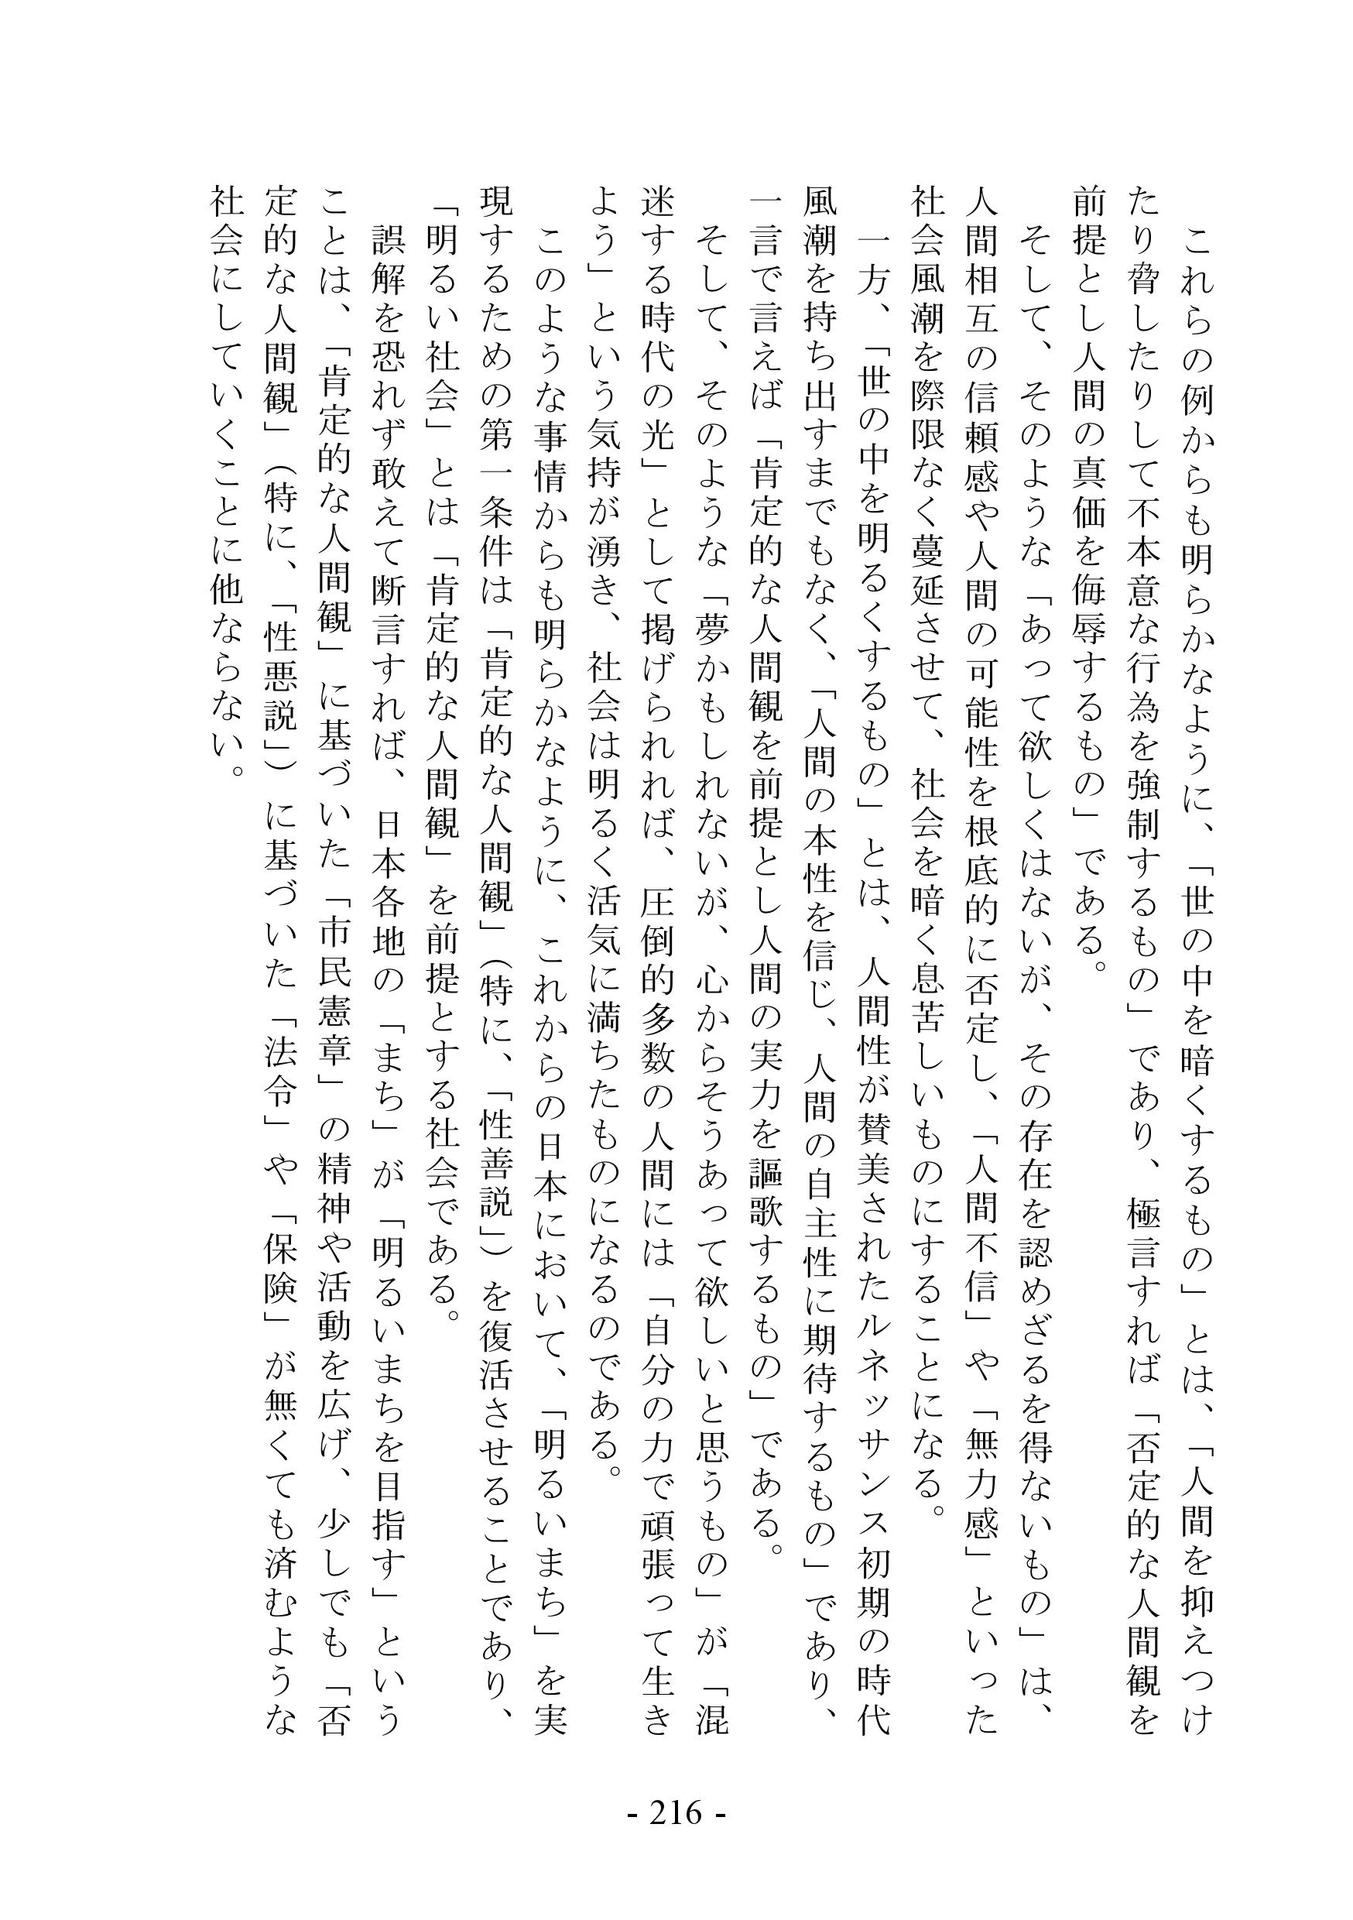 これらの例からも明らかなように、「世の中を暗くするもの」とは、「人間を抑えつけ
たり脅したりして不本意な行為を強制するもの」であり、極言すれば「否定的な人間観を
前提とし人間の真価を侮辱するもの」である。
　そして、そのような「あって欲しくはないが、その存在を認めざるを得ないもの」は、
人間相互の信頼感や人間の可能性を根底的に否定し、「人間不信」や「無力感」といった
社会風潮を際限なく蔓延させて、社会を暗く息苦しいものにすることになる。
　一方、「世の中を明るくするもの」とは、人間性が賛美されたルネッサンス初期の時代
風潮を持ち出すまでもなく、「人間の本性を信じ、人間の自主性に期待するもの」であり、
一言で言えば「肯定的な人間観を前提とし人間の実力を謳歌するもの」である。
　そして、そのような「夢かもしれないが、心からそうあって欲しいと思うもの」が「混
迷する時代の光」として掲げられれば、圧倒的多数の人間には「自分の力で頑張って生き
よう」という気持が湧き、社会は明るく活気に満ちたものになるのである。
　このような事情からも明らかなように、これからの日本において、「明るいまち」を実
現するための第一条件は「肯定的な人間観」（特に、「性善説」）を復活させることであり、
「明るい社会」とは「肯定的な人間観」を前提とする社会である。
　誤解を恐れず敢えて断言すれば、日本各地の「まち」が「明るいまちを目指す」という
ことは、「肯定的な人間観」に基づいた「市民憲章」の精神や活動を広げ、少しでも「否
定的な人間観」（特に、「性悪説」）に基づいた「法令」や「保険」が無くても済むような
社会にしていくことに他ならない。
- 216 -